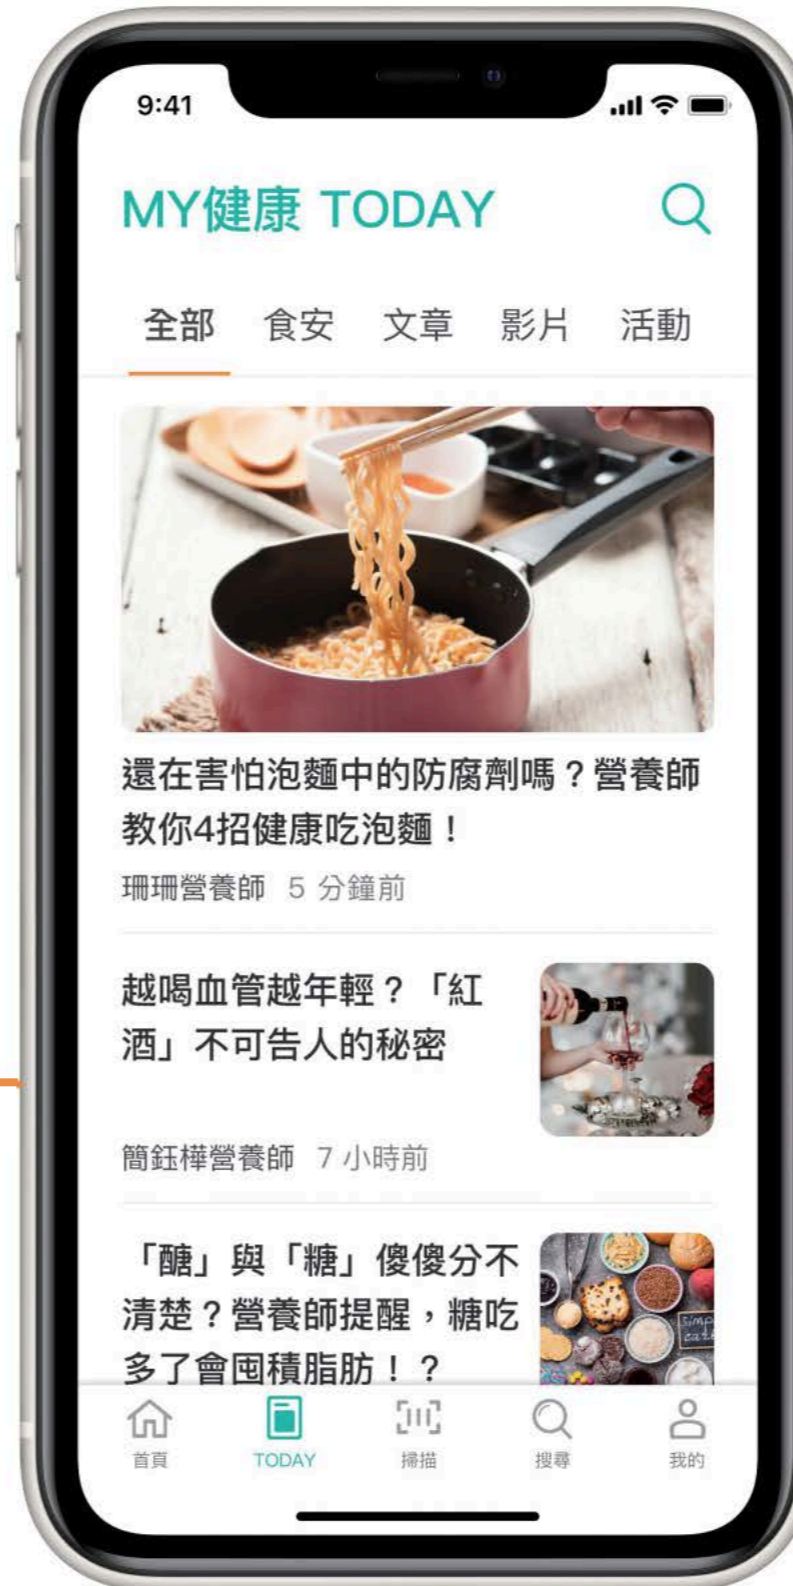 9:41
MY健康 TODAY
全部 食安 文章 影片 活動
還在害怕泡麵中的防腐劑嗎？營養師
教你4招健康吃泡麵！
珊珊營養師 5 分鐘前
越喝血管越年輕？「紅
酒」不可告人的秘密
簡鈺樺營養師 7 小時前
「醣」與「糖」傻傻分不
清楚？營養師提醒，糖吃
多了會囤積脂肪！？
首頁 TODAY 掃描 搜尋 我的